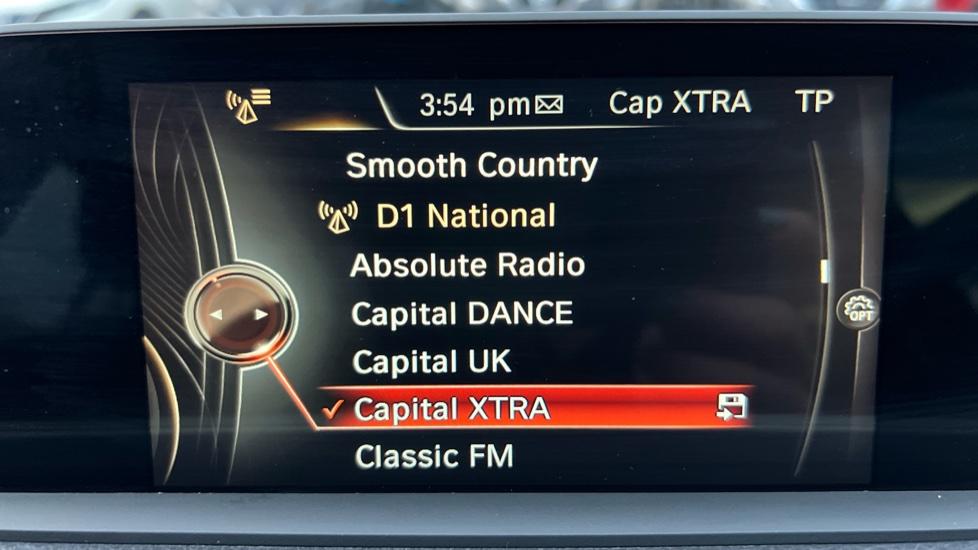 3:54 pm Cap XTRA TP
Smooth Country
D1 National
Absolute Radio
Capital DANCE
Capital UK
Capital XTRA
Classic FM
OPT